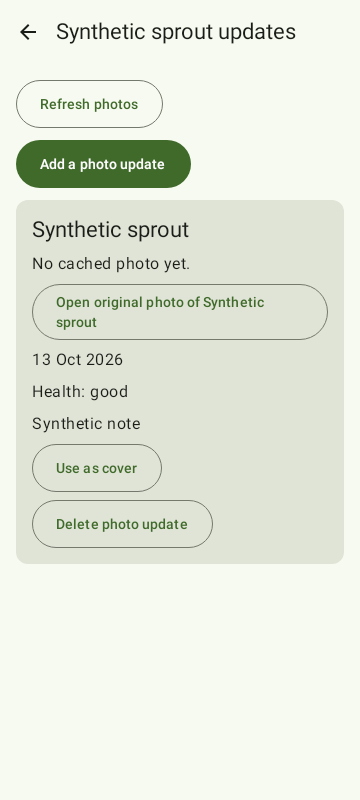 Synthetic sprout updates
Refresh photos
Add a photo update
Synthetic sprout
No cached photo yet.
Open original photo of Synthetic
sprout
13 Oct 2026
Health: good
Synthetic note
Use as cover
Delete photo update